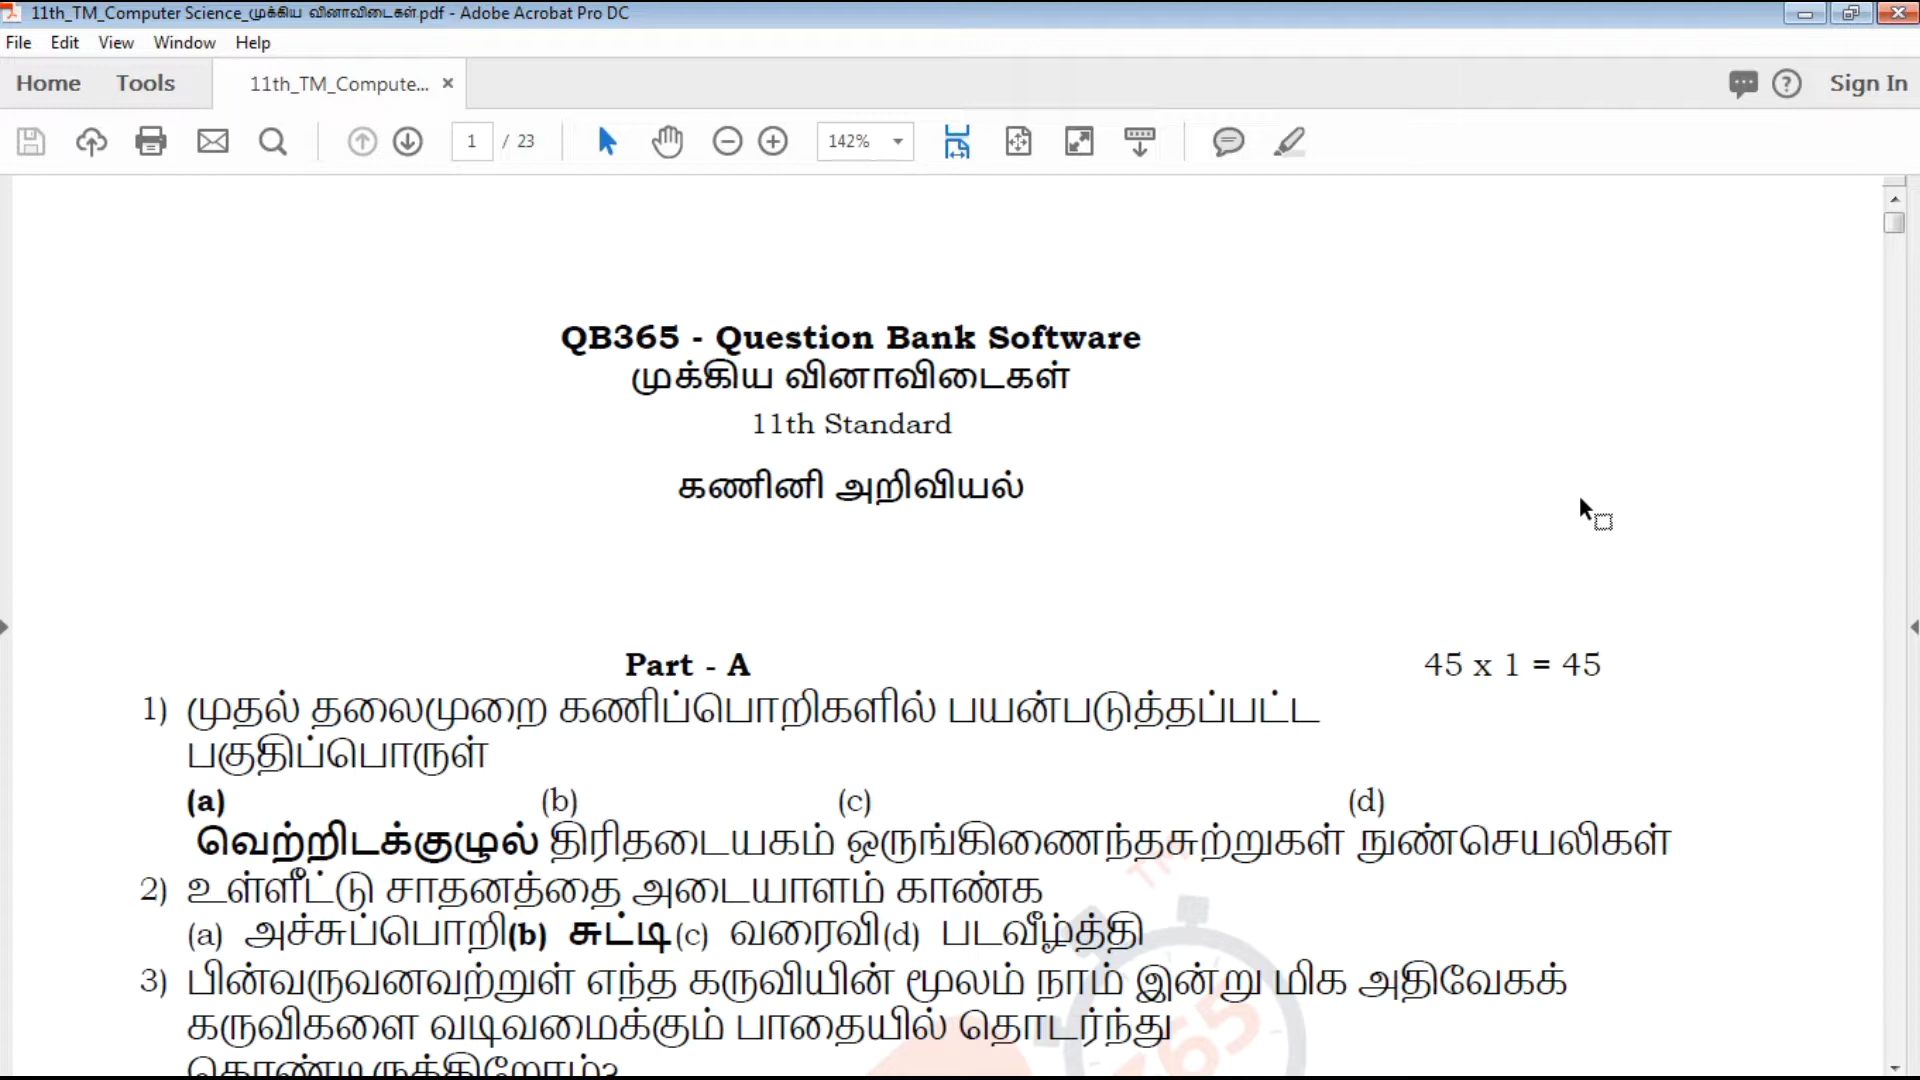 11th_TM_Computer Science_முக்கிய வினாவிடைகள்.pdf - Adobe Acrobat Pro DC
File Edit View Window Help
Home Tools 11th_TM_Compute... × Sign In
1 / 23 142%
QB365 - Question Bank Software
முக்கிய வினாவிடைகள்
11th Standard
கணினி அறிவியல்
Part - A 45 x 1 = 45
1) முதல் தலைமுறை கணிப்பொறிகளில் பயன்படுத்தப்பட்ட
பகுதிப்பொருள்
(a) (b) (c) (d)
வெற்றிடக்குழுல் திரிதடையகம் ஒருங்கிணைந்தசுற்றுகள் நுண்செயலிகள்
2) உள்ளீட்டு சாதனத்தை அடையாளம் காண்க
(a) அச்சுப்பொறி(b) சுட்டி(c) வரைவி(d) படவீழ்த்தி
3) பின்வருவனவற்றுள் எந்த கருவியின் மூலம் நாம் இன்று மிக அதிவேகக்
கருவிகளை வடிவமைக்கும் பாதையில் தொடர்ந்து
கொண்டிருக்கிறோம்?
TM
365